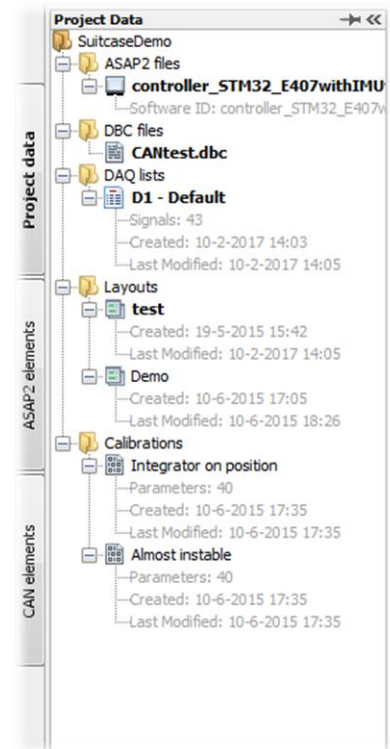 Project Data
SuitcaseDemo
ASAP2 files
controller_STM32_E407withIMU
Software ID: controller_STM32_E407w
DBC files
CANtest.dbc
DAQ lists
D1 - Default
Signals: 43
Created: 10-2-2017 14:03
Last Modified: 10-2-2017 14:05
Layouts
test
Created: 19-5-2015 15:42
Last Modified: 10-2-2017 14:05
Demo
Created: 10-6-2015 17:05
Last Modified: 10-6-2015 18:26
Calibrations
Integrator on position
Parameters: 40
Created: 10-6-2015 17:35
Last Modified: 10-6-2015 17:35
Almost instable
Parameters: 40
Created: 10-6-2015 17:35
Last Modified: 10-6-2015 17:35
Project data
ASAP2 elements
CAN elements